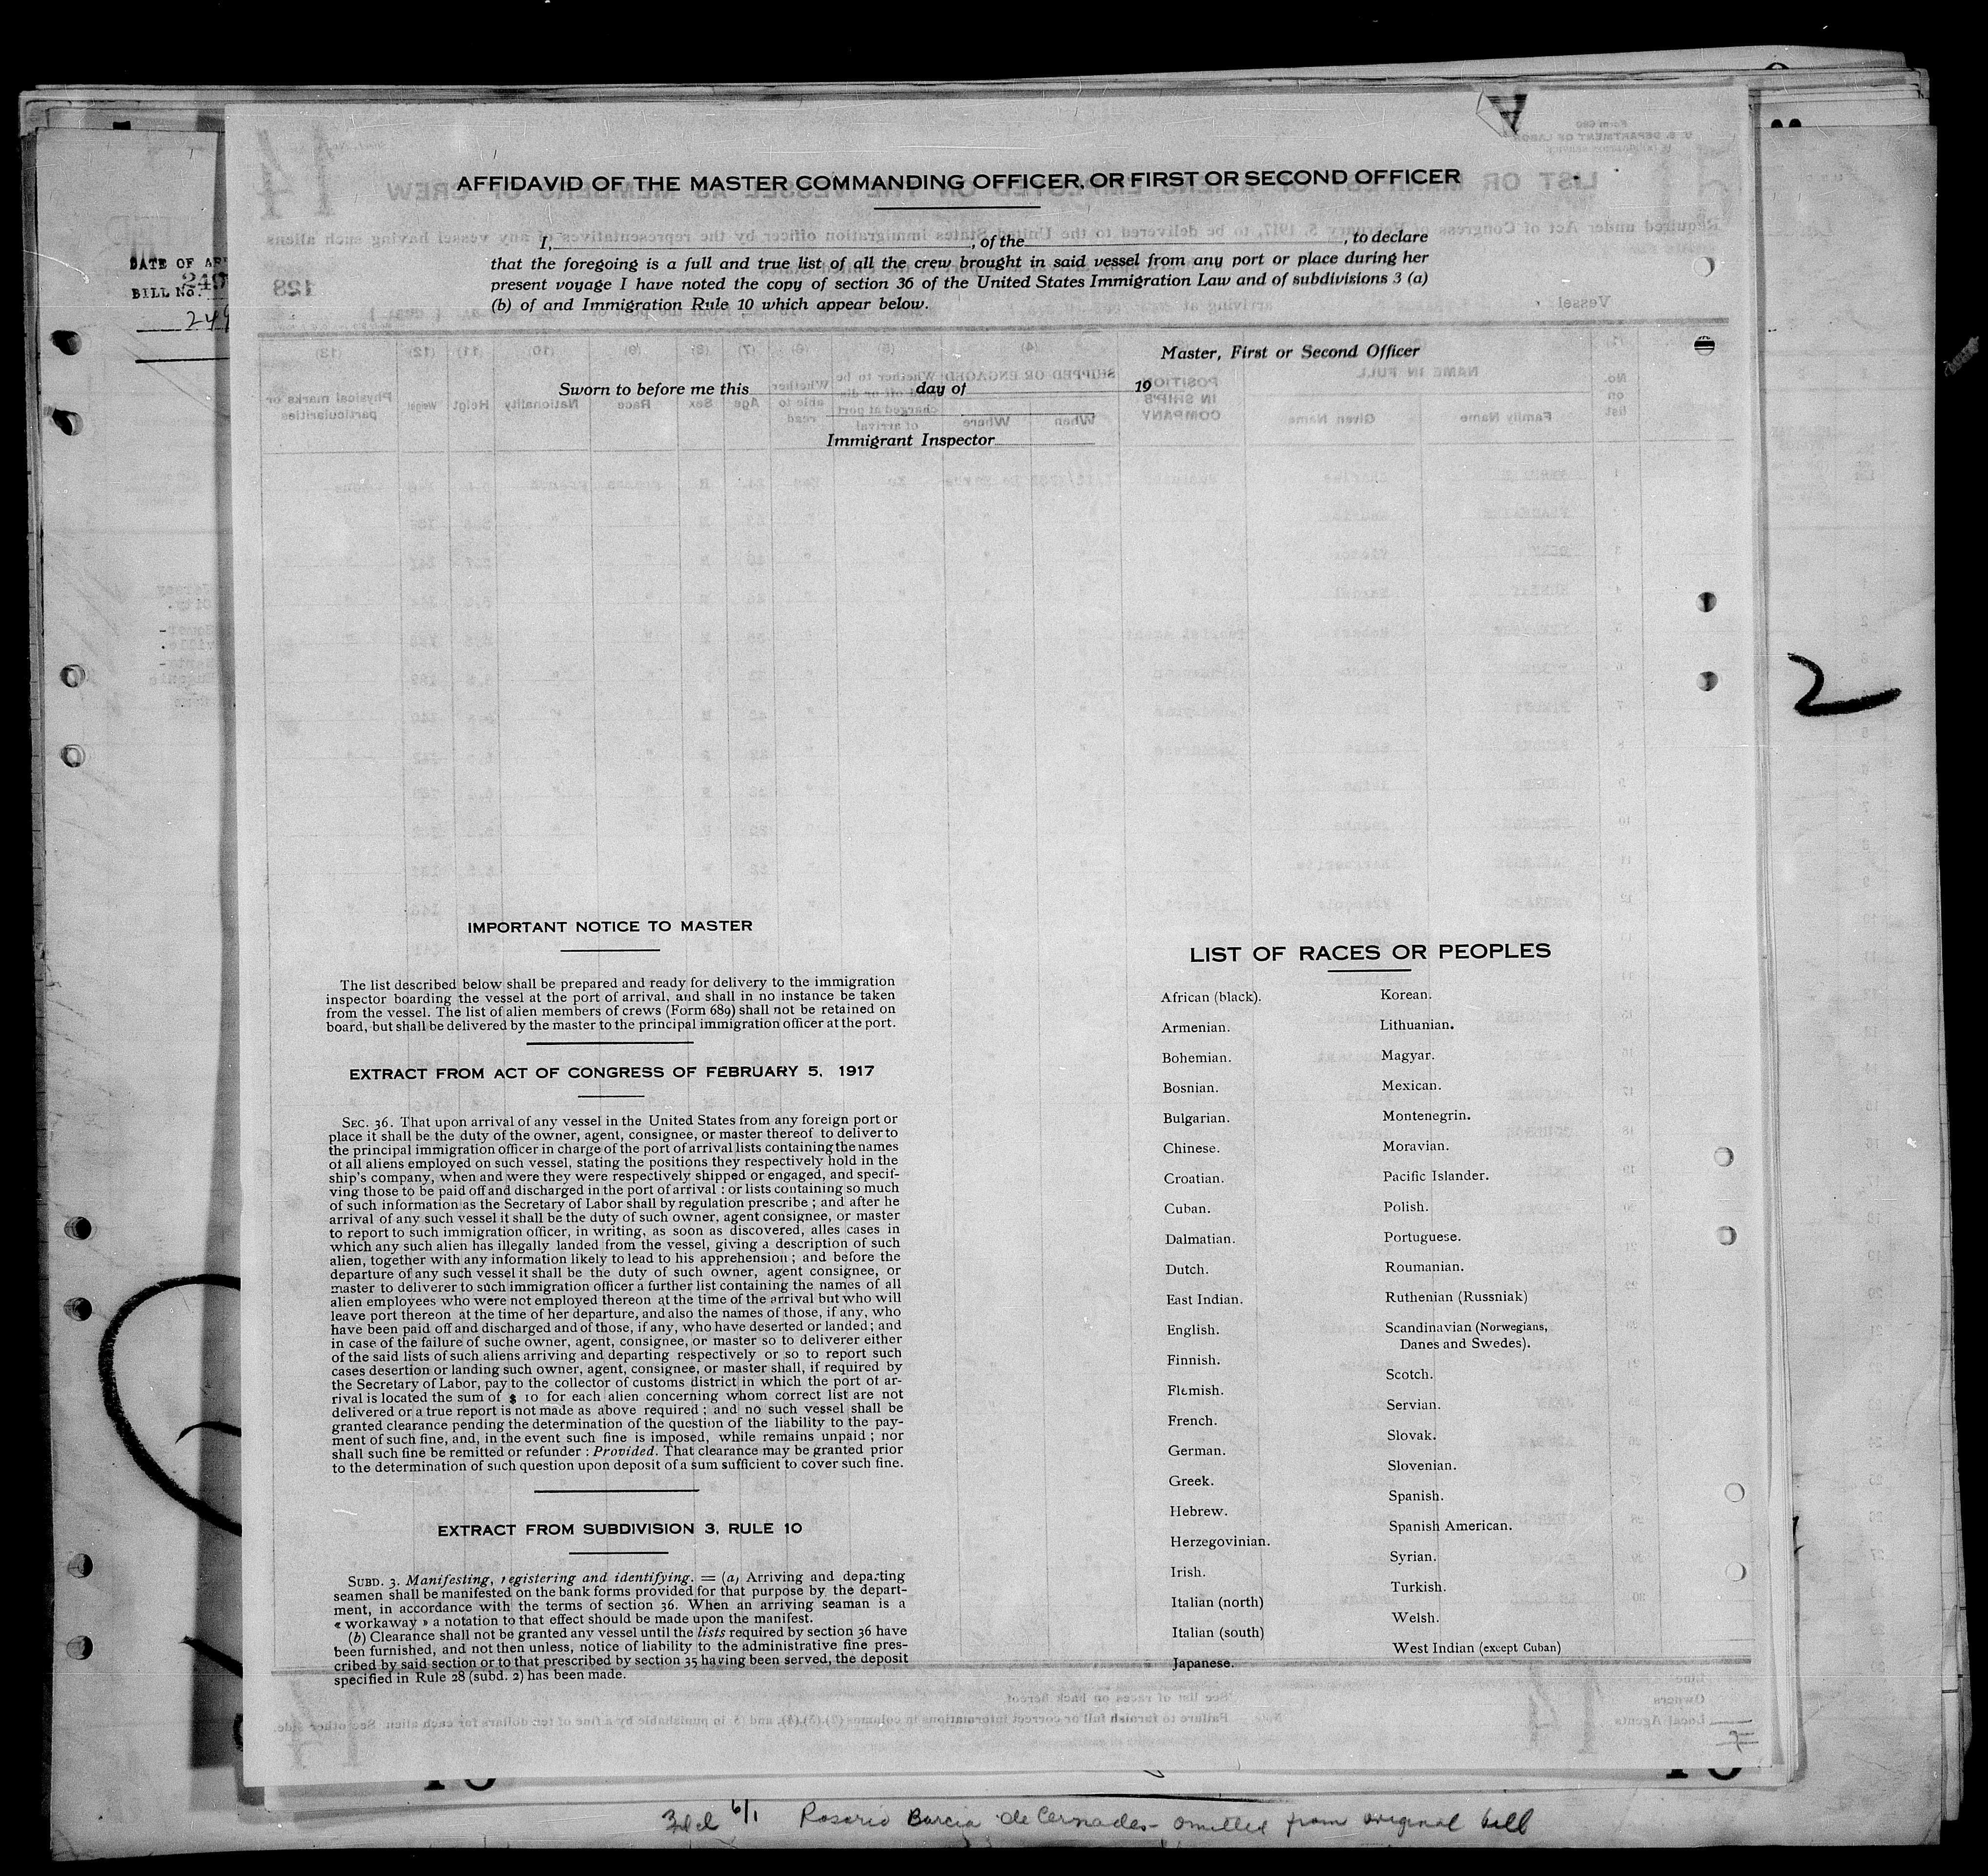 AFFIDAVID OF THE MASTER COMMANDING OFFICER, OR FIRST OR SECOND OFFICER
I, , of the , to declare
that the foregoing is a full and true list of all the crew brought in said vessel from any port or place during her
present voyage I have noted the copy of section 36 of the United States Immigration Law and of subdivisions 3 (a)
(b) of and Immigration Rule 10 which appear below.
Master, First or Second Officer
Sworn to before me this day of 19
Immigrant Inspector
DATE OF
BILL No.
2
IMPORTANT NOTICE TO MASTER
The list described below shall be prepared and ready for delivery to the immigration
inspector boarding the vessel at the port of arrival, and shall in no instance be taken
from the vessel. The list of alien members of crews (Form 689) shall not be retained on
board, but shall be delivered by the master to the principal immigration officer at the port.
EXTRACT FROM ACT OF CONGRESS OF FEBRUARY 5, 1917
SEC. 36. That upon arrival of any vessel in the United States from any foreign port or
place it shall be the duty of the owner, agent, consignee, or master thereof to deliver to
the principal immigration officer in charge of the port of arrival lists containing the names
of all aliens employed on such vessel, stating the positions they respectively hold in the
ship's company, when and were they were respectively shipped or engaged, and specif-
ving those to be paid off and discharged in the port of arrival : or lists containing so much
of such information as the Secretary of Labor shall by regulation prescribe ; and after he
arrival of any such vessel it shall be the duty of such owner, agent consignee, or master
to report to such immigration officer, in writing, as soon as discovered, alles cases in
which any such alien has illegally landed from the vessel, giving a description of such
alien, together with any information likely to lead to his apprehension ; and before the
departure of any such vessel it shall be the duty of such owner, agent consignee, or
master to deliverer to such immigration officer a further list containing the names of all
alien employees who were not employed thereon at the time of the arrival but who will
leave port thereon at the time of her departure, and also the names of those, if any, who
have been paid off and discharged and of those, if any, who have deserted or landed ; and
in case of the failure of suche owner, agent, consignee, or master so to deliverer either
of the said lists of such aliens arriving and departing respectively or so to report such
cases desertion or landing such owner, agent, consignee, or master shall, if required by
the Secretary of Labor, pay to the collector of customs district in which the port of ar-
rival is located the sum of $ 10 for each alien concerning whom correct list are not
delivered or a true report is not made as above required ; and no such vessel shall be
granted clearance pending the determination of the question of the liability to the pay-
ment of such fine, and, in the event such fine is imposed, while remains unpaid ; nor
shall such fine be remitted or refunder : Provided. That clearance may be granted prior
to the determination of such question upon deposit of a sum sufficient to cover such fine.
EXTRACT FROM SUBDIVISION 3, RULE 10
SUBD. 3. Manifesting, registering and identifying. = (a) Arriving and departing
seamen shall be manifested on the bank forms provided for that purpose by the depart-
ment, in accordance with the terms of section 36. When an arriving seaman is a
« workaway » a notation to that effect should be made upon the manifest.
(b) Clearance shall not be granted any vessel until the lists required by section 36 have
been furnished, and not then unless, notice of liability to the administrative fine pres-
cribed by said section or to that prescribed by section 35 having been served, the deposit
specified in Rule 28 (subd. 2) has been made.
LIST OF RACES OR PEOPLES
African (black).
Armenian.
Bohemian.
Bosnian.
Bulgarian.
Chinese.
Croatian.
Cuban.
Dalmatian.
Dutch.
East Indian.
English.
Finnish.
Flemish.
French.
German.
Greek.
Hebrew.
Herzegovinian.
Irish.
Italian (north)
Italian (south)
Japanese.
Korean.
Lithuanian.
Magyar.
Mexican.
Montenegrin.
Moravian.
Pacific Islander.
Polish.
Portuguese.
Roumanian.
Ruthenian (Russniak)
Scandinavian (Norwegians,
Danes and Swedes).
Scotch.
Servian.
Slovak.
Slovenian.
Spanish.
Spanish American.
Syrian.
Turkish.
Welsh.
West Indian (except Cuban)
6/1 Rosario Barcia de Cernades - omitted from original bill